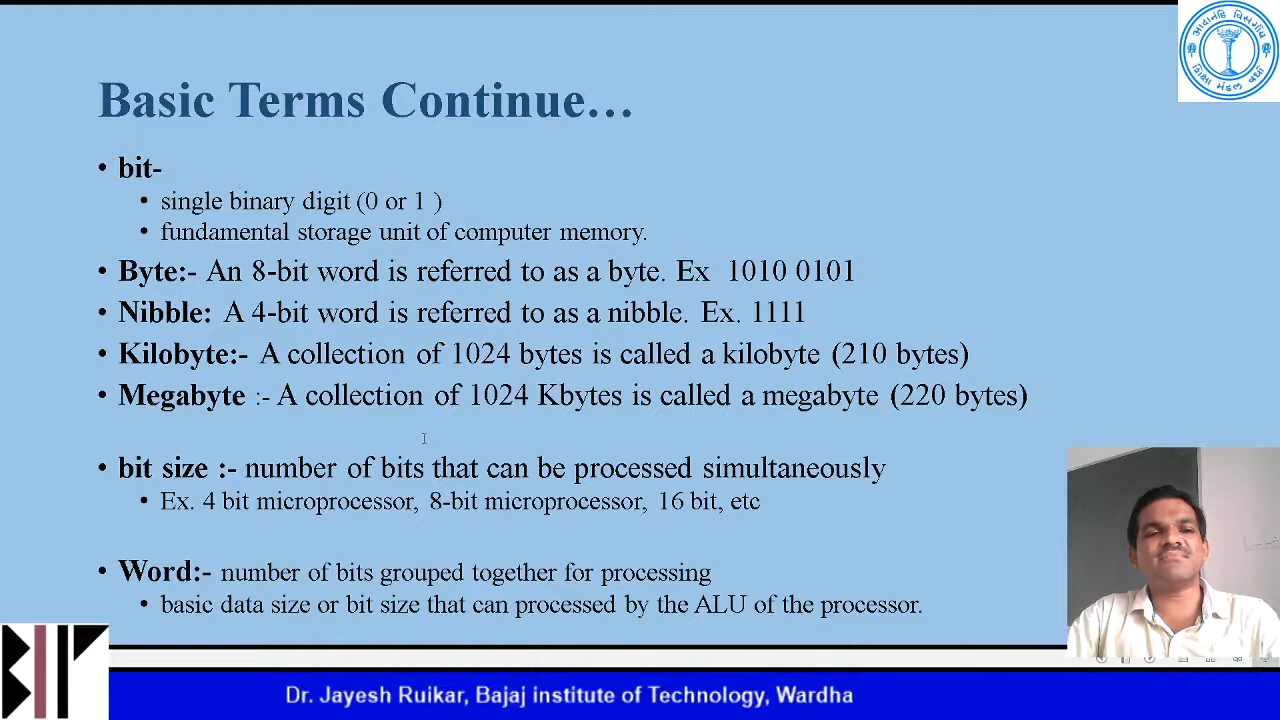 Basic Terms Continue…
• bit-
• single binary digit (0 or 1 )
• fundamental storage unit of computer memory.
• Byte:- An 8-bit word is referred to as a byte. Ex 1010 0101
• Nibble: A 4-bit word is referred to as a nibble. Ex. 1111
• Kilobyte:- A collection of 1024 bytes is called a kilobyte (210 bytes)
• Megabyte :- A collection of 1024 Kbytes is called a megabyte (220 bytes)
• bit size :- number of bits that can be processed simultaneously
• Ex. 4 bit microprocessor, 8-bit microprocessor, 16 bit, etc
• Word:- number of bits grouped together for processing
• basic data size or bit size that can processed by the ALU of the processor.
Dr. Jayesh Ruikar, Bajaj institute of Technology, Wardha